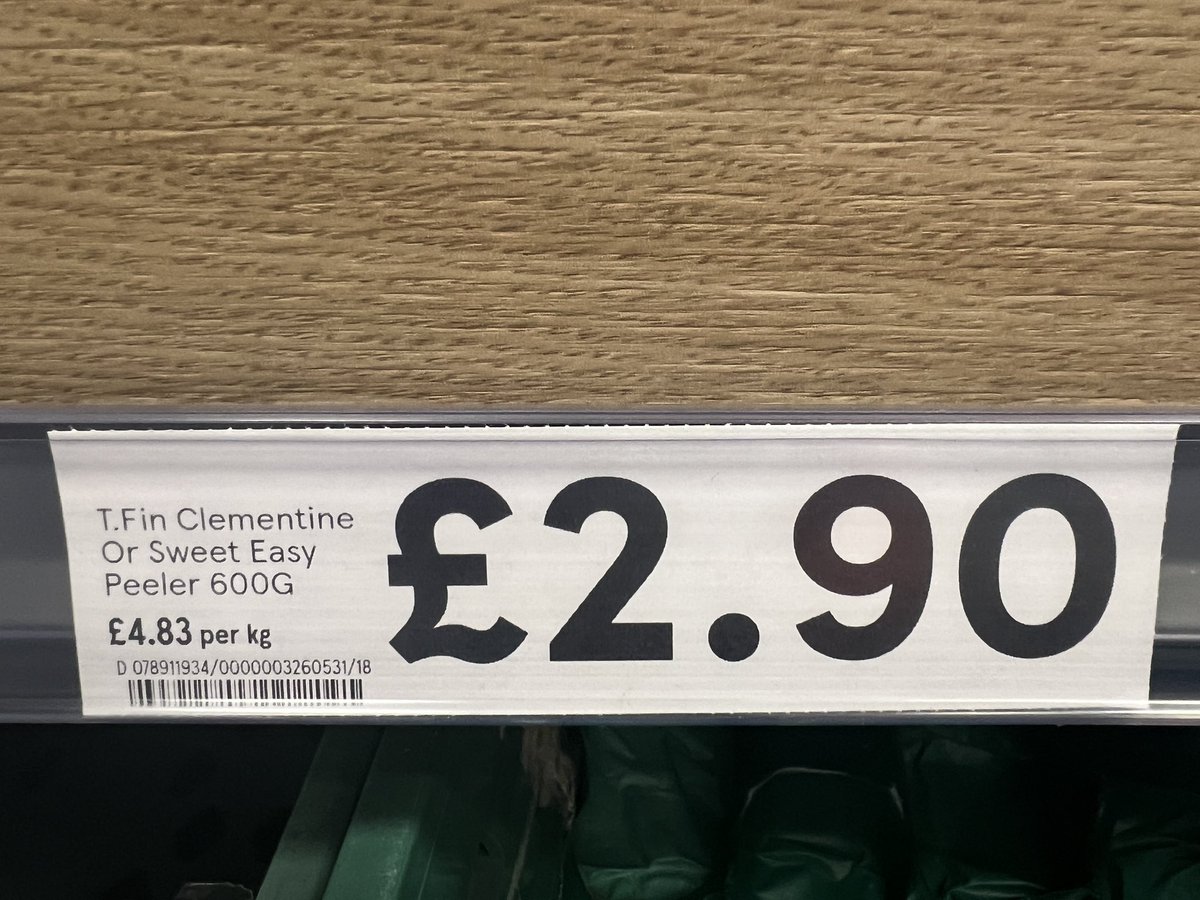 T.Fin Clementine
Or Sweet Easy
Peeler 600G
£4.83 per kg
D 078911934/0000003260531/18
£2.90